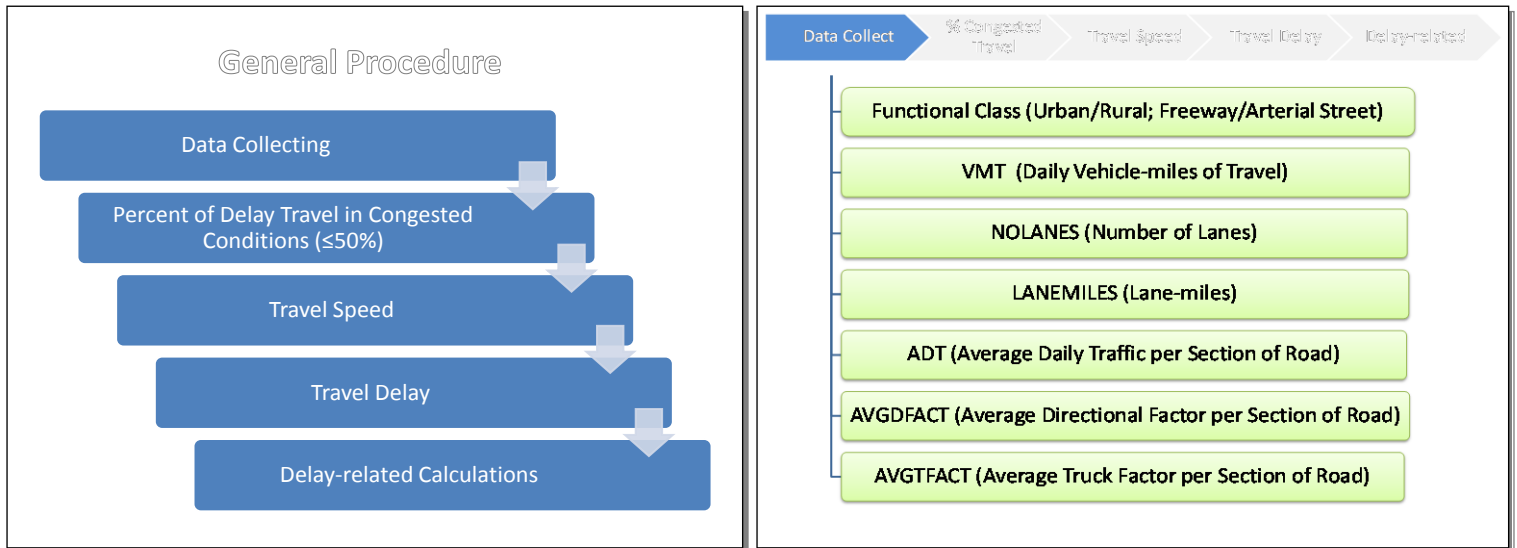 General Procedure
Data Collecting
Percent of Delay Travel in Congested
Conditions (≤50%)
Travel Speed
Travel Delay
Delay-related Calculations
Data Collect
% Congested
Travel
Travel Speed
Travel Delay
Delay-related
Functional Class (Urban/Rural; Freeway/Arterial Street)
VMT (Daily Vehicle-miles of Travel)
NOLANES (Number of Lanes)
LANEMILES (Lane-miles)
ADT (Average Daily Traffic per Section of Road)
AVGDFACT (Average Directional Factor per Section of Road)
AVGTFACT (Average Truck Factor per Section of Road)